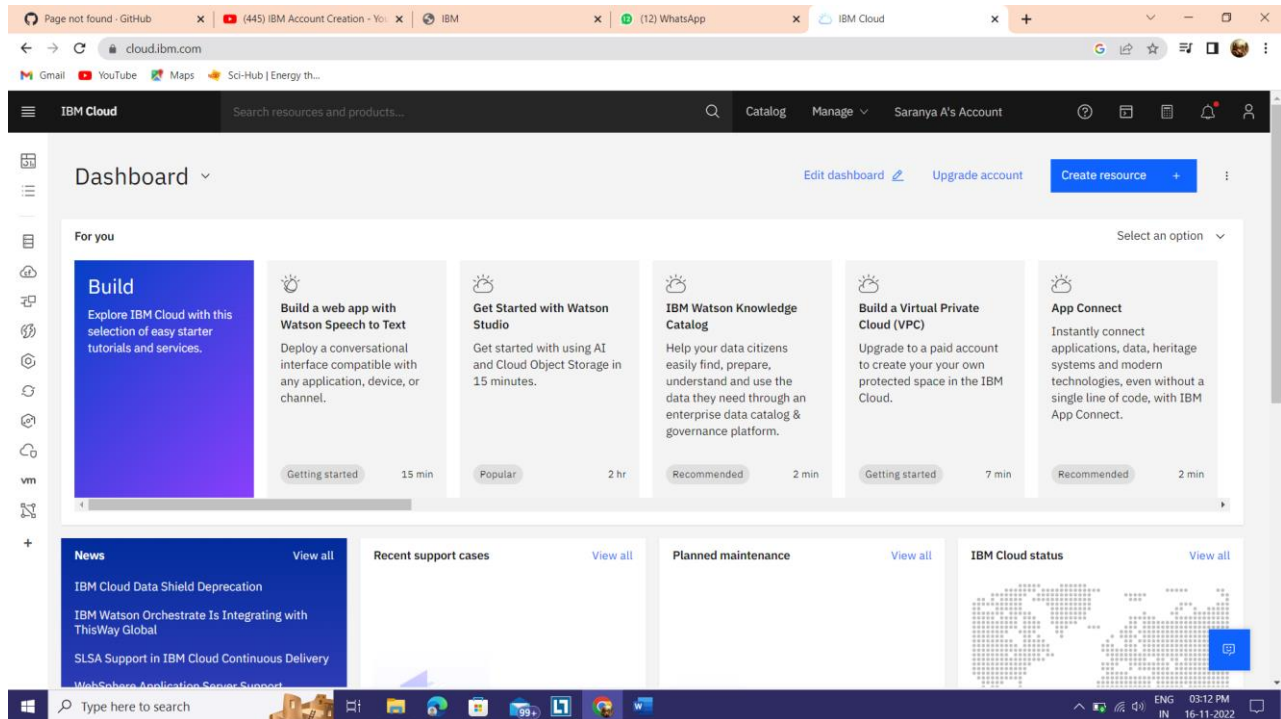 Page not found · GitHub
(445) IBM Account Creation - You
IBM
12
(12) WhatsApp
IBM Cloud
cloud.ibm.com
Gmail
YouTube
Maps
Sci-Hub | Energy th...
IBM Cloud
Search resources and products...
Catalog
Manage
Saranya A's Account
Dashboard
Edit dashboard
Upgrade account
Create resource +
For you
Select an option
Build
Explore IBM Cloud with this
selection of easy starter
tutorials and services.
Build a web app with
Watson Speech to Text
Deploy a conversational
interface compatible with
any application, device, or
channel.
Getting started
15 min
Get Started with Watson
Studio
Get started with using AI
and Cloud Object Storage in
15 minutes.
Popular
2 hr
IBM Watson Knowledge
Catalog
Help your data citizens
easily find, prepare,
understand and use the
data they need through an
enterprise data catalog &
governance platform.
Recommended
2 min
Build a Virtual Private
Cloud (VPC)
Upgrade to a paid account
to create your your own
protected space in the IBM
Cloud.
Getting started
7 min
App Connect
Instantly connect
applications, data, heritage
systems and modern
technologies, even without a
single line of code, with IBM
App Connect.
Recommended
2 min
vm
News
View all
IBM Cloud Data Shield Deprecation
IBM Watson Orchestrate Is Integrating with
ThisWay Global
SLSA Support in IBM Cloud Continuous Delivery
WebSphere Application Server Support
Recent support cases
View all
Planned maintenance
View all
IBM Cloud status
View all
Type here to search
99+
ENG
IN
03:12 PM
16-11-2022